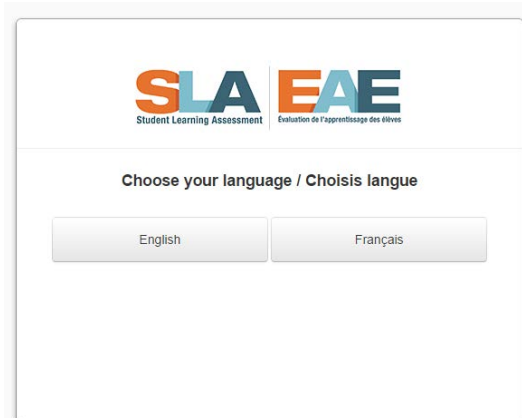 SLA EAE
Student Learning Assessment Évaluation de l'apprentissage des élèves
Choose your language / Choisis langue
English Français